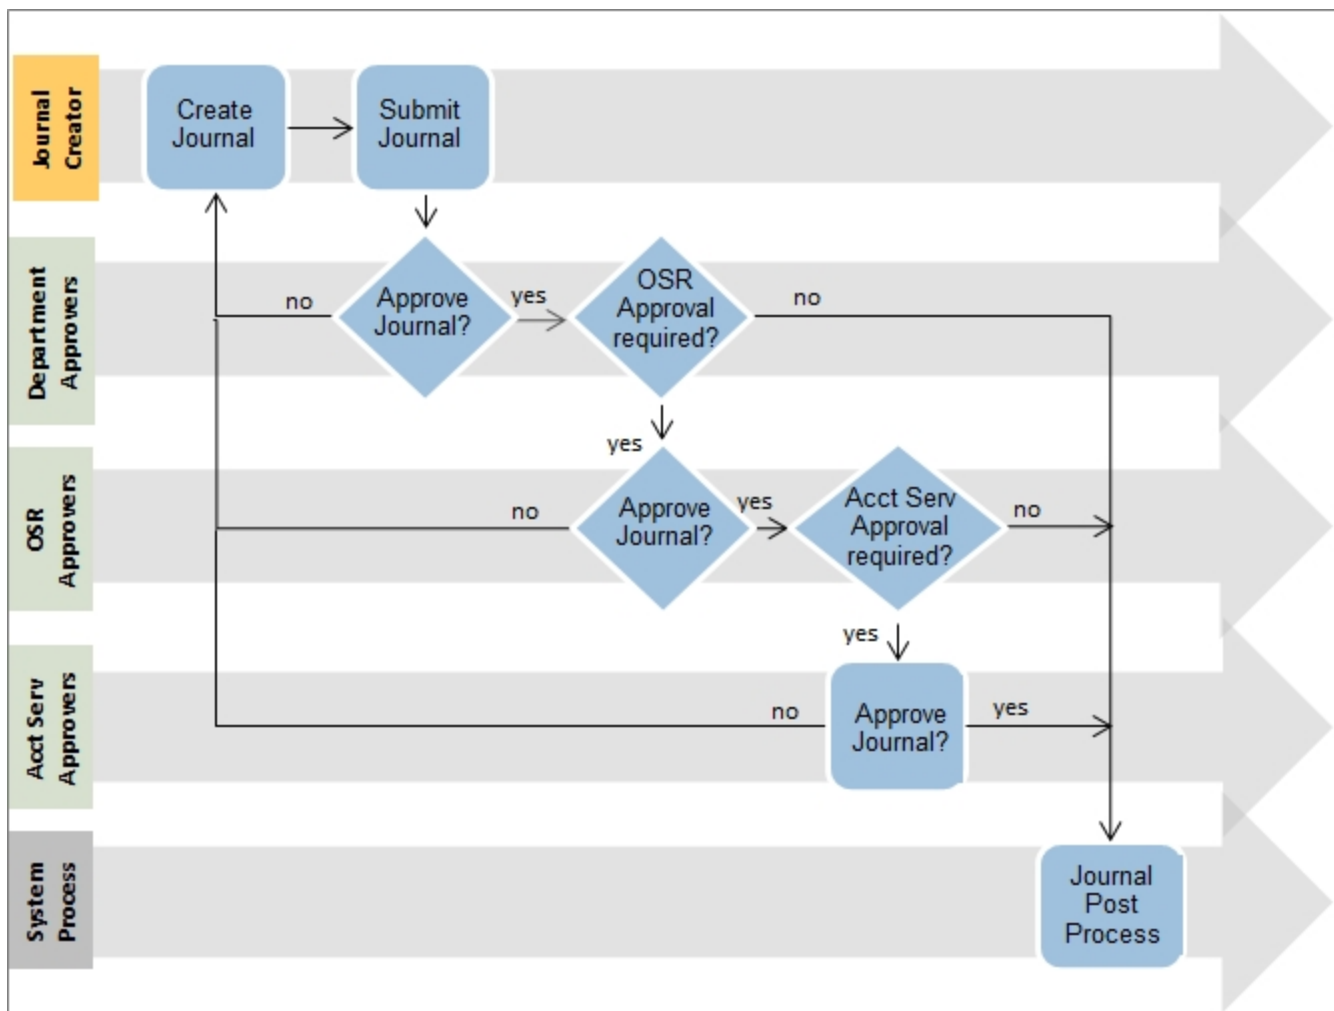 Journal
Creator
Create
Journal
Submit
Journal
Department
Approvers
no
Approve
Journal?
yes
OSR
Approval
required?
no
yes
OSR
Approvers
no
Approve
Journal?
yes
Acct Serv
Approval
required?
no
yes
Acct Serv
Approvers
no
Approve
Journal?
yes
System
Process
Journal
Post
Process